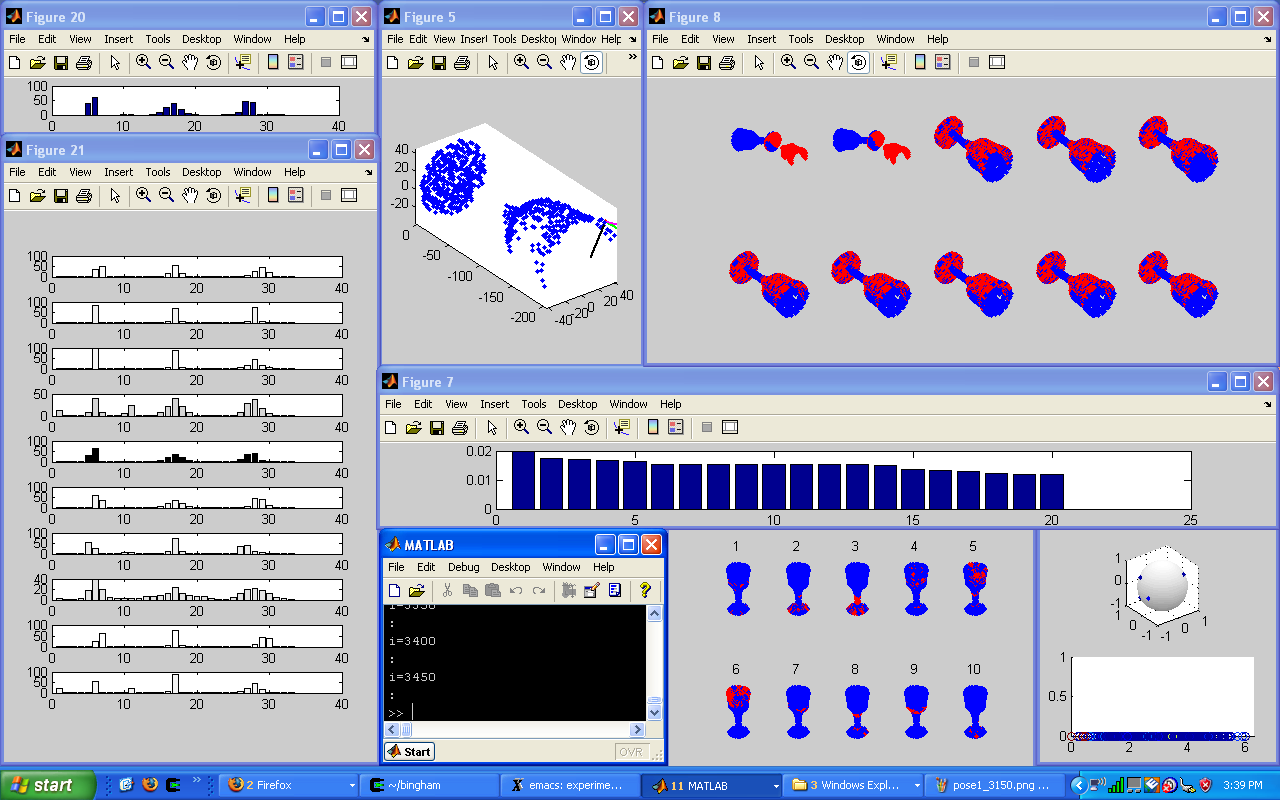 Figure 20
File Edit View Insert Tools Desktop Window Help
100
50
0
0 10 20 30 40
Figure 21
File Edit View Insert Tools Desktop Window Help
100
50
0
0 10 20 30 40
100
50
0
0 10 20 30 40
100
50
0
0 10 20 30 40
50
0
0 10 20 30 40
100
50
0
0 10 20 30 40
100
50
0
0 10 20 30 40
100
50
0
0 10 20 30 40
40
20
0
0 10 20 30 40
100
50
0
0 10 20 30 40
100
50
0
0 10 20 30 40
Figure 5
File Edit View Insert Tools Desktop Window Help
40
20
0
-20
0
-50
-100
-150
-200
-40 -20 0 20 40
Figure 8
File Edit View Insert Tools Desktop Window Help
Figure 7
File Edit View Insert Tools Desktop Window Help
0.02
0.01
0
0 5 10 15 20 25
MATLAB
File Edit Debug Desktop Window Help
i=3350
:
i=3400
:
i=3450
:
>>
Start
OVR
1 2 3 4 5
6 7 8 9 10
1
0
-1
1 0 -1 -1 0 1
1
0.5
0
0 2 4 6
start
2 Firefox
~/bingham
emacs: experime...
11 MATLAB
3 Windows Expl...
pose1_3150.png ...
3:39 PM